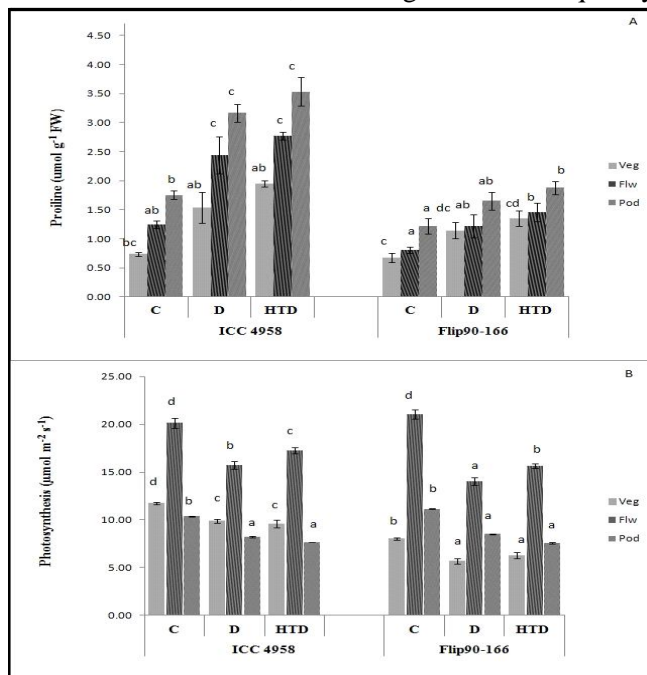 A
Proiline (umol g-1 FW)
4.50
4.00
3.50
3.00
2.50
2.00
1.50
1.00
0.50
0.00
bc ab b
ab c c
ab c c
c a a
dc ab ab
cd b b
Veg
Flw
Pod
C D HTD C D HTD
ICC 4958 Flip90-166
B
Photosynthesis (µmol m-2 s-1)
25.00
20.00
15.00
10.00
5.00
0.00
d d b
c b a
c c a
b d b
a a a
a b a
Veg
Flw
Pod
C D HTD C D HTD
ICC 4958 Flip90-166